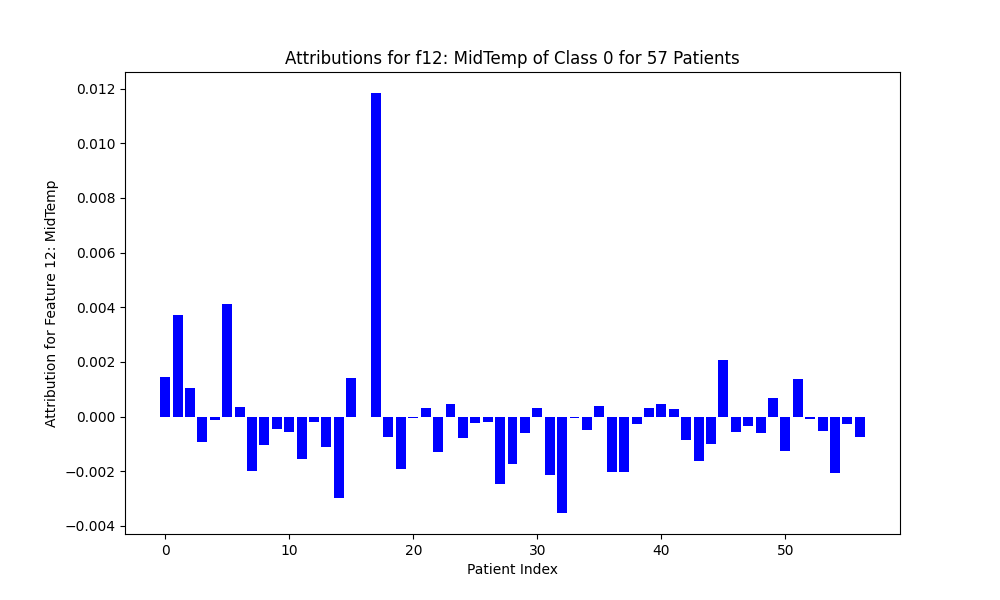 Attributions for f12: MidTemp of Class 0 for 57 Patients
Attribution for Feature 12: MidTemp
0.012
0.010
0.008
0.006
0.004
0.002
0.000
−0.002
−0.004
0 10 20 30 40 50
Patient Index